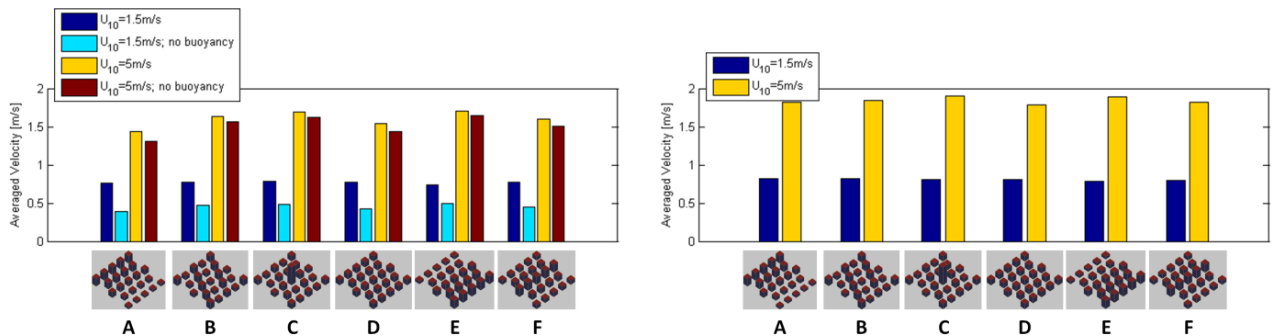 U10=1.5m/s
U10=1.5m/s; no buoyancy
U10=5m/s
U10=5m/s; no buoyancy
Averaged Velocity [m/s]
2
1.5
1
0.5
0
A B C D E F
U10=1.5m/s
U10=5m/s
Averaged Velocity [m/s]
2
1.5
1
0.5
0
A B C D E F